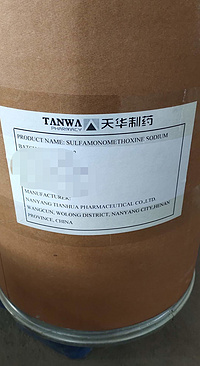 TANWA 天华制药
PHARMACY
PRODUCT NAME: SULFAMONOMETHOXINE SODIUM
MANUFACTURER:
NANYANG TIANHUA PHARMACEUTICAL CO.,LTD
WANGCUN, WOLONG DISTRICT, NANYANG CITY,HENAN
PROVINCE, CHINA